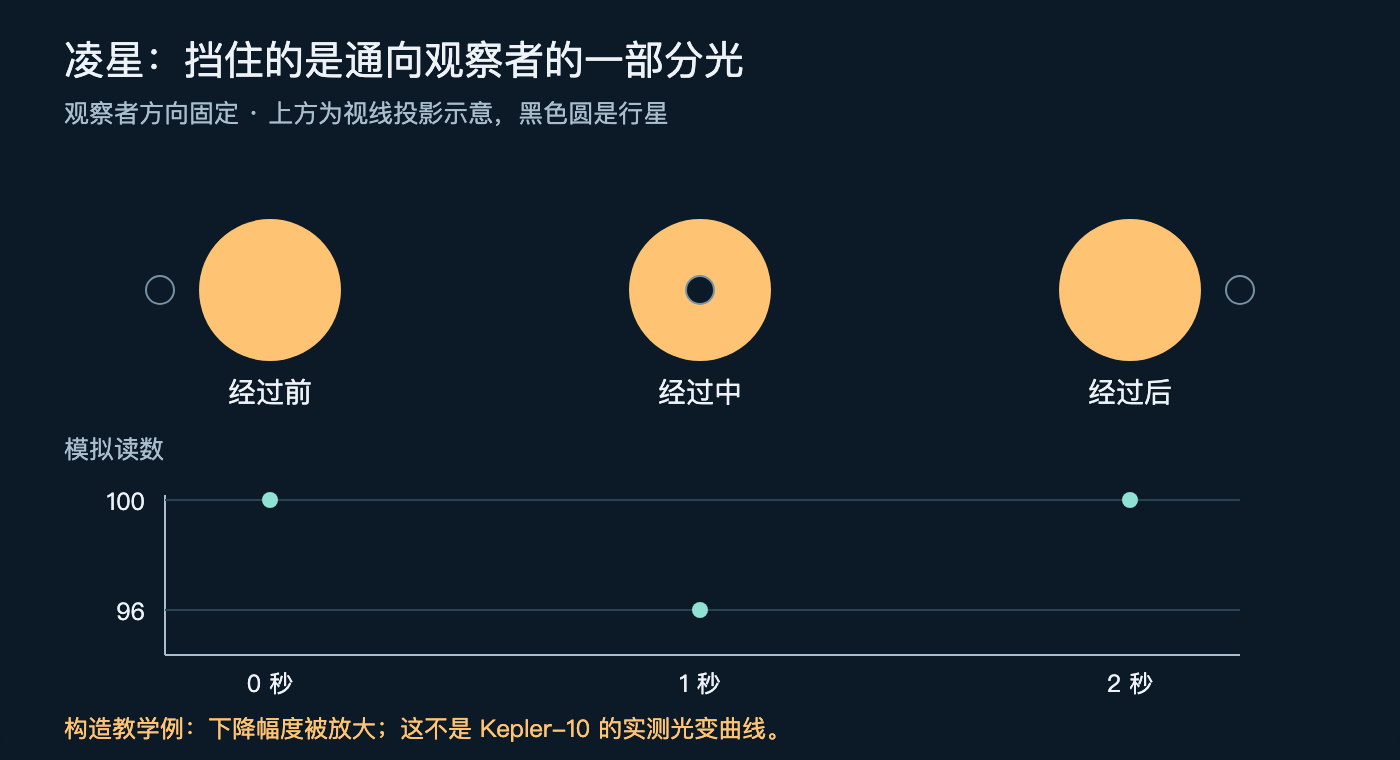 凌星：挡住的是通向观察者的一部分光
观察者方向固定 · 上方为视线投影示意，黑色圆是行星
经过前
经过中
经过后
模拟读数
100
96
0 秒
1 秒
2 秒
构造教学例：下降幅度被放大；这不是 Kepler–10 的实测光变曲线。